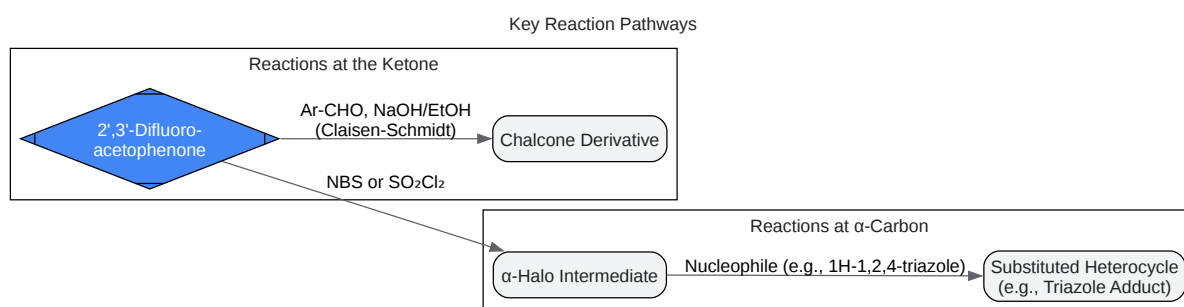 Key Reaction Pathways
Reactions at the Ketone
2',3'-Difluoro-
acetophenone
Ar-CHO, NaOH/EtOH
(Claisen-Schmidt)
Chalcone Derivative
NBS or SO₂Cl₂
Reactions at α-Carbon
α-Halo Intermediate
Nucleophile (e.g., 1H-1,2,4-triazole)
Substituted Heterocycle
(e.g., Triazole Adduct)